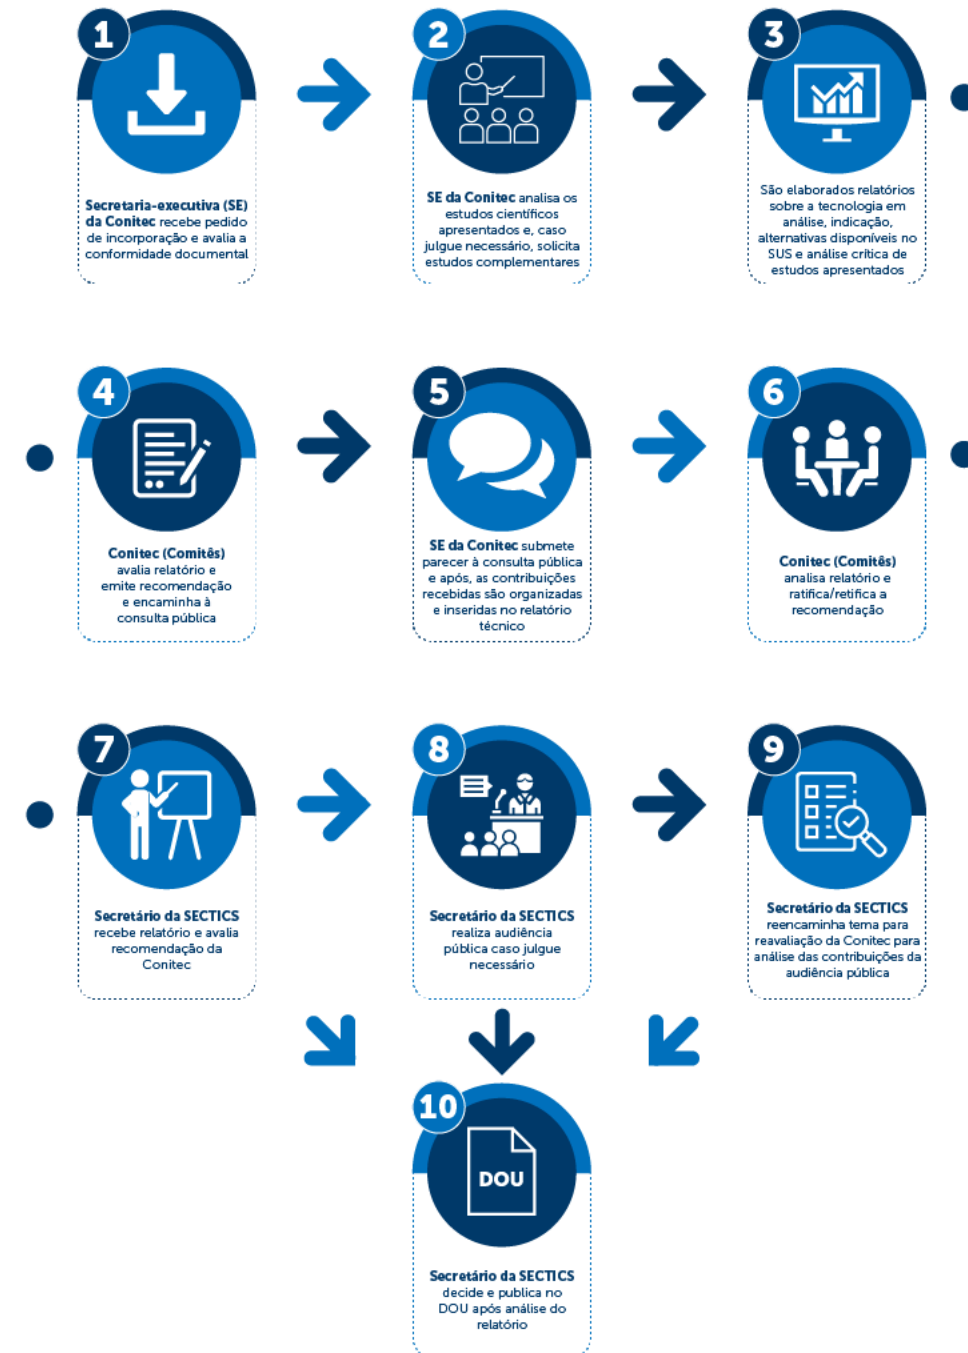 1
Secretaria-executiva (SE)
da Conitec recebe pedido
de incorporação e avalia a
conformidade documental
2
SE da Conitec analisa os
estudos científicos
apresentados e, caso
julgue necessário, solicita
estudos complementares
3
São elaborados relatórios
sobre a tecnologia em
análise, indicação,
alternativas disponíveis no
SUS e análise crítica de
estudos apresentados
4
Conitec (Comitês)
avalia relatório e
emite recomendação
e encaminha à
consulta pública
5
SE da Conitec submete
parecer à consulta pública
e após, as contribuições
recebidas são organizadas
e inseridas no relatório
técnico
6
Conitec (Comitês)
analisa relatório e
ratifica/retifica a
recomendação
7
Secretário da SECTICS
recebe relatório e avalia
recomendação da
Conitec
8
Secretário da SECTICS
realiza audiência
pública caso julgue
necessário
9
Secretário da SECTICS
reencaminha tema para
reavaliação da Conitec para
análise das contribuições da
audiência pública
10
DOU
Secretário da SECTICS
decide e publica no
DOU após análise do
relatório